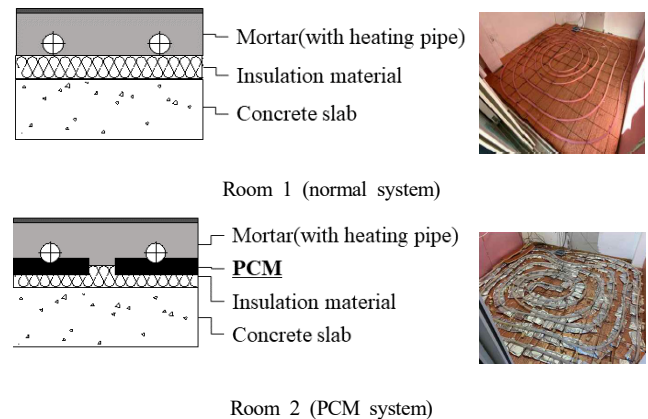 Mortar(with heating pipe)
Insulation material
Concrete slab
Room 1 (normal system)
Mortar(with heating pipe)
PCM
Insulation material
Concrete slab
Room 2 (PCM system)